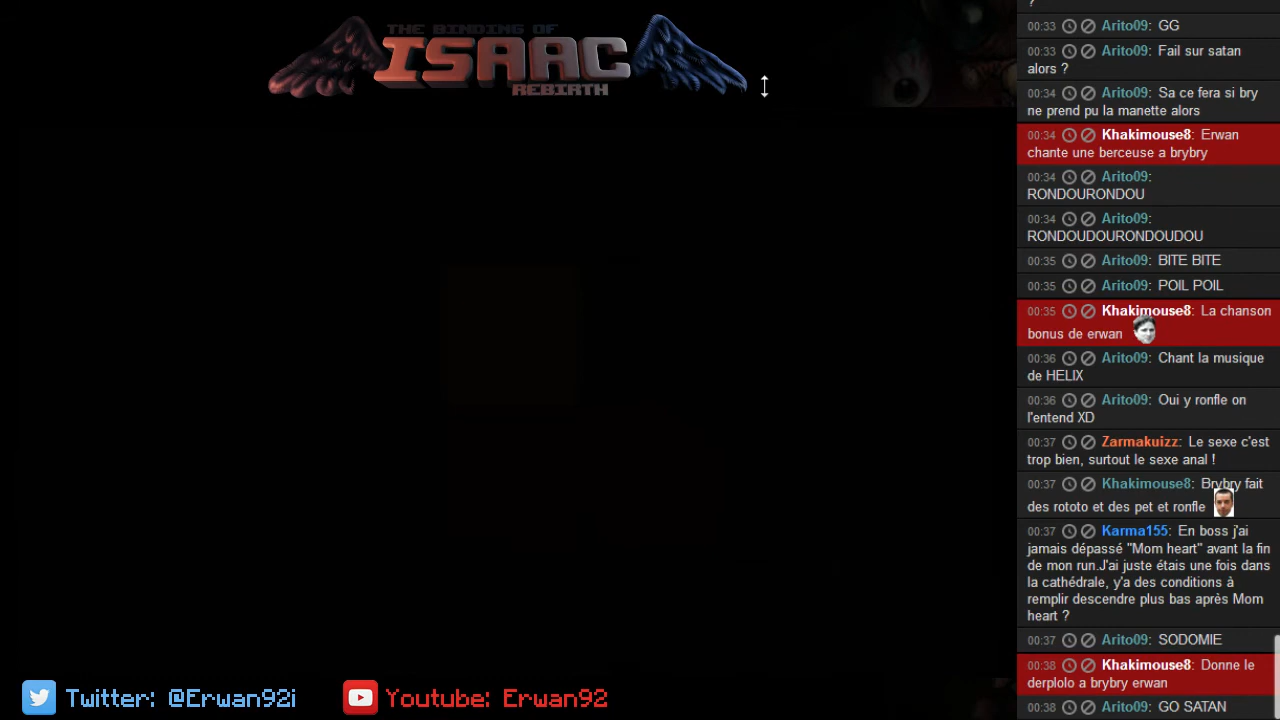 THE BINDING OF
ISAAC
REBIRTH
?
00:33 Arito09: GG
00:33 Arito09: Fail sur satan
alors ?
00:34 Arito09: Sa ce fera si bry
ne prend pu la manette alors
00:34 Khakimouse8: Erwan
chante une berceuse a brybry
00:34 Arito09:
RONDOURONDOU
00:34 Arito09:
RONDOUDOURONDOUDOU
00:35 Arito09: BITE BITE
00:35 Arito09: POIL POIL
00:35 Khakimouse8: La chanson
bonus de erwan
00:36 Arito09: Chant la musique
de HELIX
00:36 Arito09: Oui y ronfle on
l'entend XD
00:37 Zarmakuizz: Le sexe c'est
trop bien, surtout le sexe anal !
00:37 Khakimouse8: Brybry fait
des rototo et des pet et ronfle
00:37 Karma155: En boss j'ai
jamais dépassé "Mom heart" avant la fin
de mon run.J'ai juste étais une fois dans
la cathédrale, y'a des conditions à
remplir descendre plus bas après Mom
heart ?
00:37 Arito09: SODOMIE
00:38 Khakimouse8: Donne le
derplolo a brybry erwan
00:38 Arito09: GO SATAN
Twitter: @Erwan92i
Youtube: Erwan92